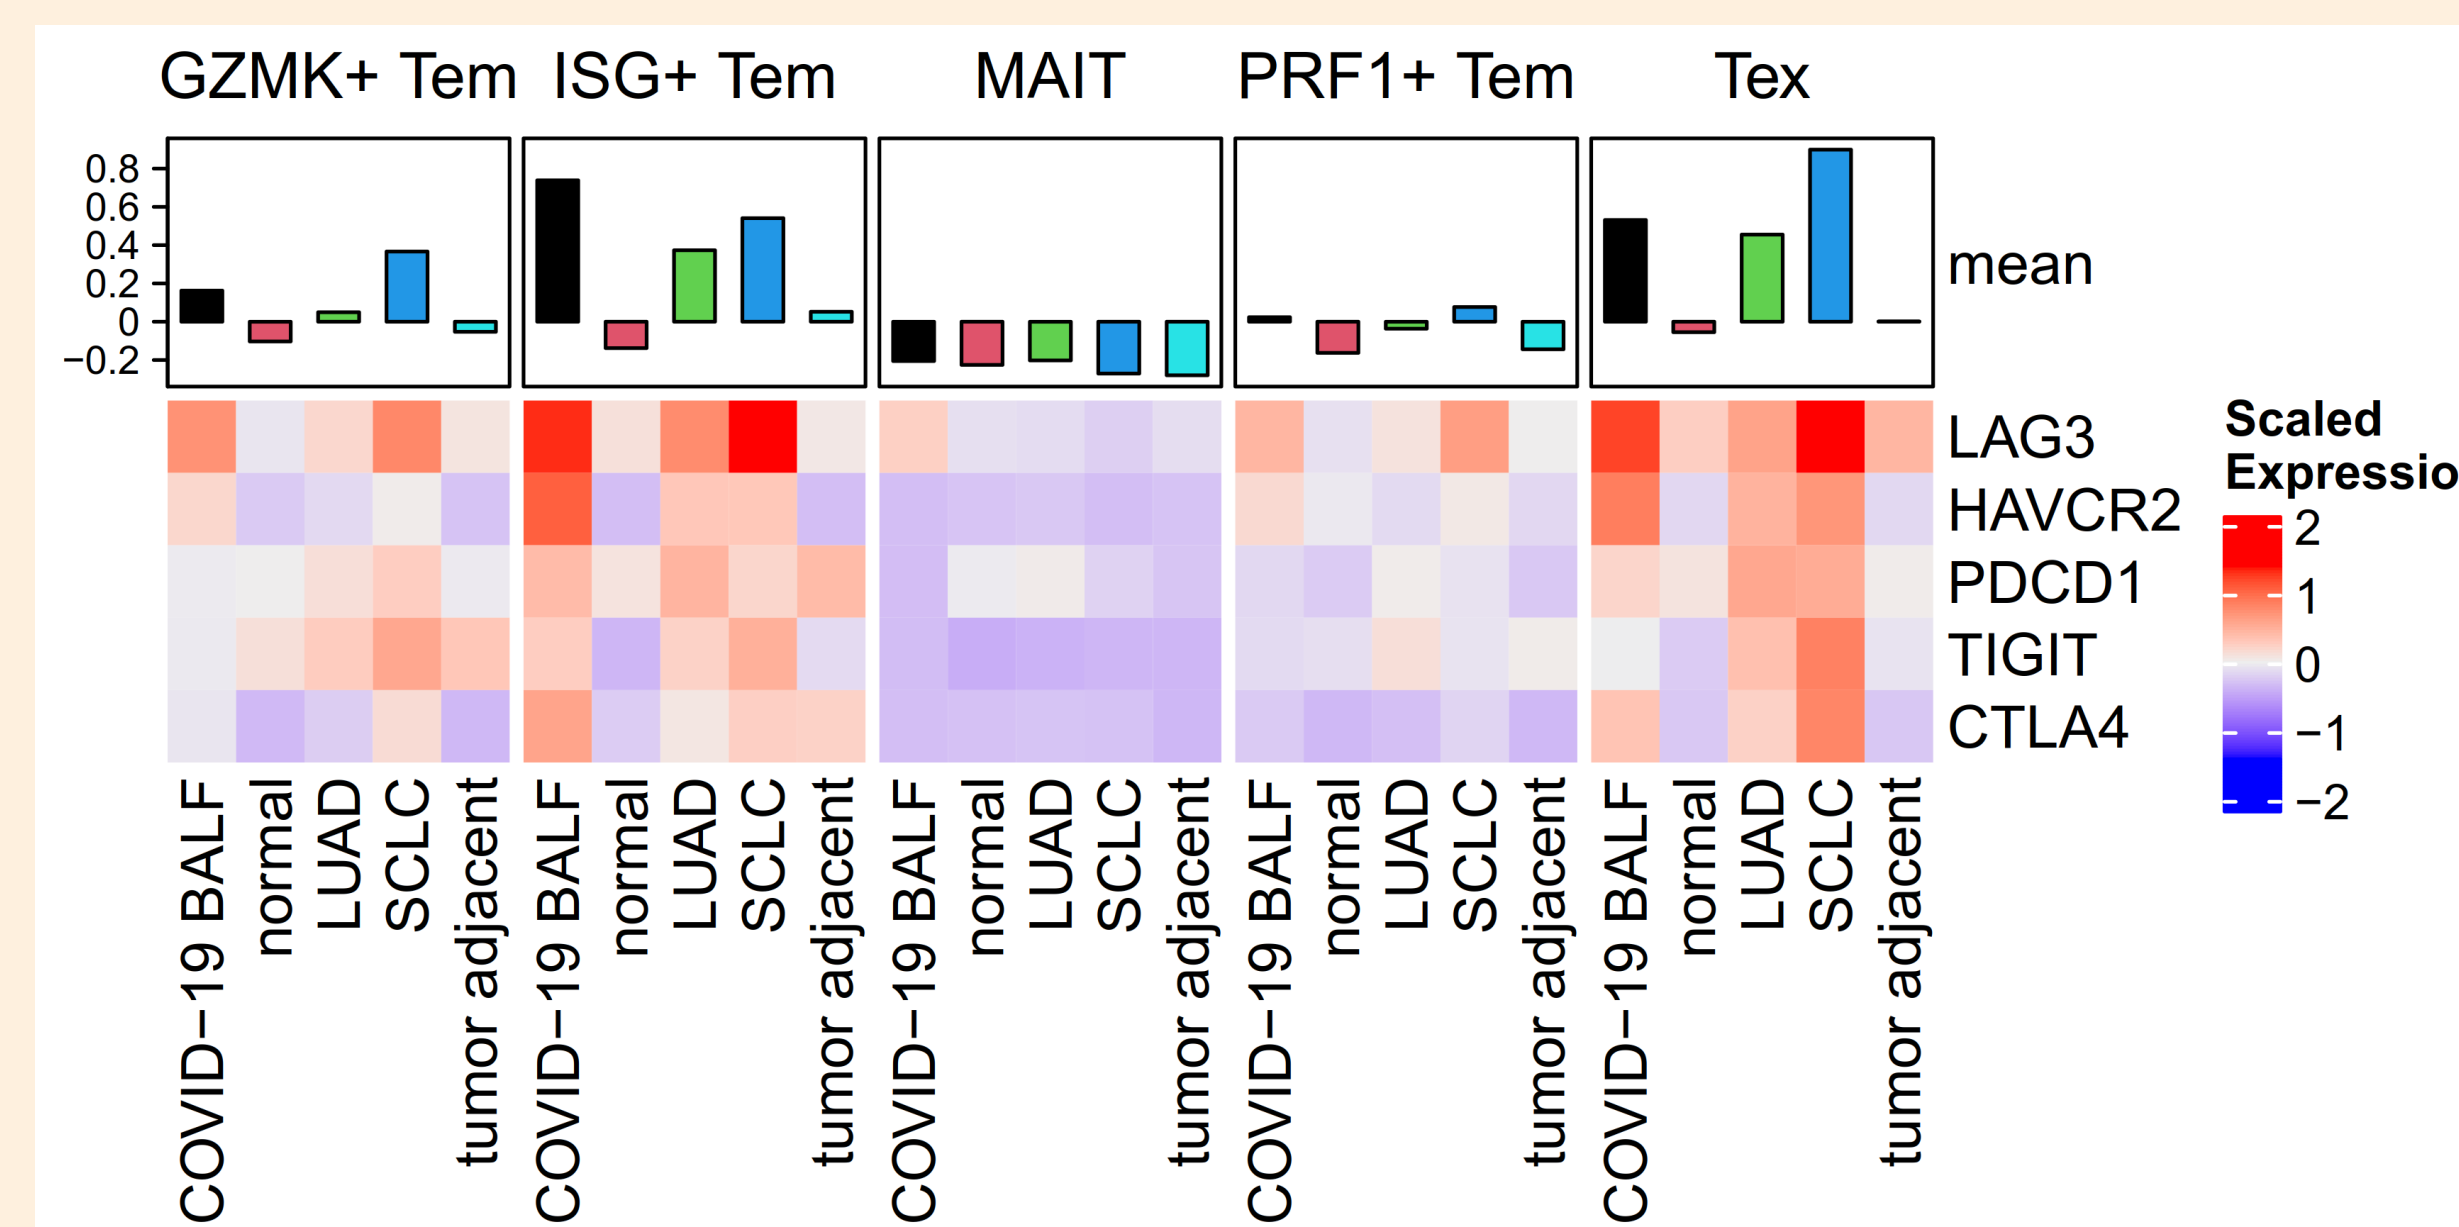 GZMK+ Tem ISG+ Tem MAIT PRF1+ Tem Tex
0.8
0.6
0.4
0.2
0
−0.2
mean
LAG3
HAVCR2
PDCD1
TIGIT
CTLA4
Scaled
Expressio
2
1
0
−1
−2
COVID−19 BALF
normal
LUAD
SCLC
tumor adjacent
COVID−19 BALF
normal
LUAD
SCLC
tumor adjacent
COVID−19 BALF
normal
LUAD
SCLC
tumor adjacent
COVID−19 BALF
normal
LUAD
SCLC
tumor adjacent
COVID−19 BALF
normal
LUAD
SCLC
tumor adjacent